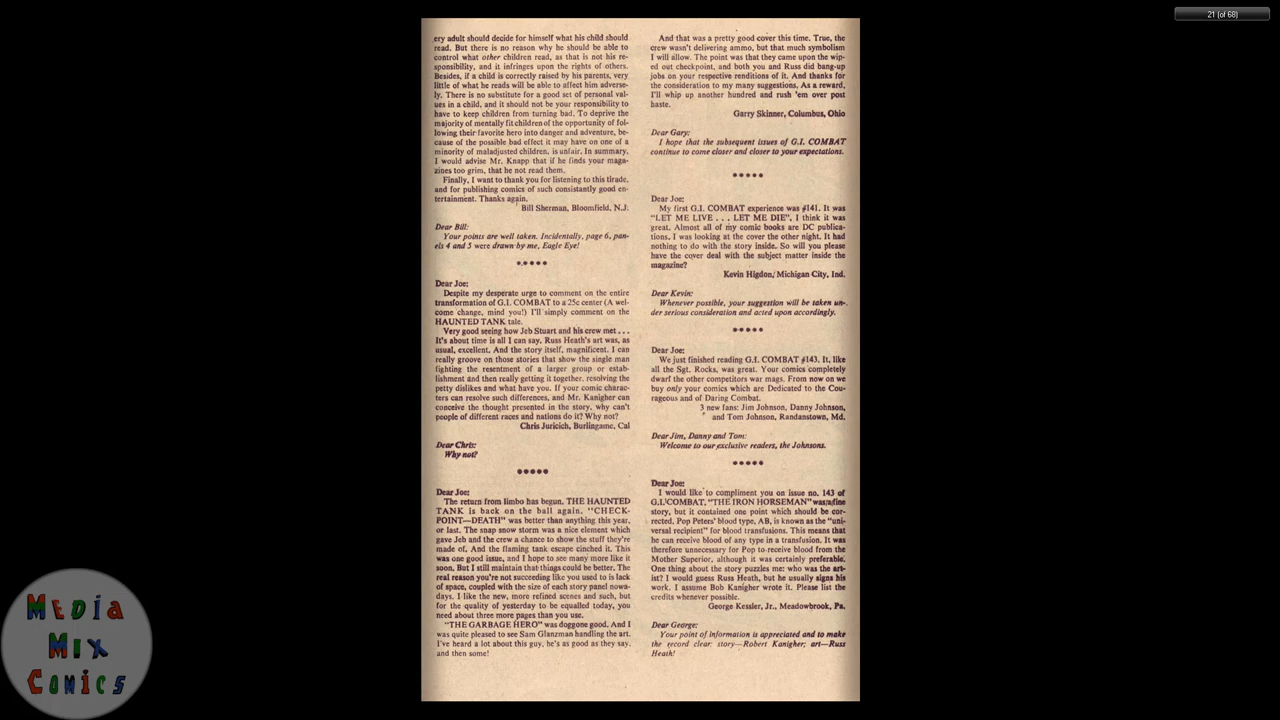 21 (of 68)
ery adult should decide for himself what his child should
read. But there is no reason why he should be able to
control what other children read, as that is not his re-
sponsibility, and it infringes upon the rights of others.
Besides, if a child is correctly raised by his parents, very
little of what he reads will be able to affect him adverse-
ly. There is no substitute for a good set of personal val-
ues in a child, and it should not be your responsibility to
have to keep children from turning bad. To deprive the
majority of mentally fit children of the opportunity of fol-
lowing their favorite hero into danger and adventure, be-
cause of the possible bad effect it may have on one of a
minority of maladjusted children, is unfair. In summary,
I would advise Mr. Knapp that if he finds your maga-
zines too grim, that he not read them.
Finally, I want to thank you for listening to this tirade,
and for publishing comics of such consistantly good en-
tertainment. Thanks again.
Bill Sherman, Bloomfield, N.J.
Dear Bill:
Your points are well taken. Incidentally, page 6, pan-
els 4 and 5 were drawn by me, Eagle Eye!
*****
Dear Joe:
Despite my desperate urge to comment on the entire
transformation of G.I. COMBAT to a 25c center (A wel-
come change, mind you!) I'll simply comment on the
HAUNTED TANK tale.
Very good seeing how Jeb Stuart and his crew met . . .
It's about time is all I can say. Russ Heath's art was, as
usual, excellent. And the story itself, magnificent. I can
really groove on those stories that show the single man
fighting the resentment of a larger group or estab-
lishment and then really getting it together, resolving the
petty dislikes and what have you. If your comic charac-
ters can resolve such differences, and Mr. Kanigher can
conceive the thought presented in the story, why can't
people of different races and nations do it? Why not?
Chris Juricich, Burlingame, Cal
Dear Chris:
Why not?
*****
Dear Joe:
The return from limbo has begun. THE HAUNTED
TANK is back on the ball again. "CHECK-
POINT—DEATH" was better than anything this year,
or last. The snap snow storm was a nice element which
gave Jeb and the crew a chance to show the stuff they're
made of. And the flaming tank escape cinched it. This
was one good issue, and I hope to see many more like it
soon. But I still maintain that things could be better. The
real reason you're not succeeding like you used to is lack
of space, coupled with the size of each story panel nowa-
days. I like the new, more refined scenes and such, but
for the quality of yesterday to be equalled today, you
need about three more pages than you use.
"THE GARBAGE HERO" was doggone good. And I
was quite pleased to see Sam Glanzman handling the art.
I've heard a lot about this guy, he's as good as they say,
and then some!
And that was a pretty good cover this time. True, the
crew wasn't delivering ammo, but that much symbolism
I will allow. The point was that they came upon the wip-
ed out checkpoint, and both you and Russ did bang-up
jobs on your respective renditions of it. And thanks for
the consideration to my many suggestions. As a reward,
I'll whip up another hundred and rush 'em over post
haste.
Garry Skinner, Columbus, Ohio
Dear Gary:
I hope that the subsequent issues of G.I. COMBAT
continue to come closer and closer to your expectations.
*****
Dear Joe:
My first G.I. COMBAT experience was #141. It was
"LET ME LIVE . . . LET ME DIE", I think it was
great. Almost all of my comic books are DC publica-
tions. I was looking at the cover the other night. It had
nothing to do with the story inside. So will you please
have the cover deal with the subject matter inside the
magazine?
Kevin Higdon, Michigan City, Ind.
Dear Kevin:
Whenever possible, your suggestion will be taken un-
der serious consideration and acted upon accordingly.
*****
Dear Joe:
We just finished reading G.I. COMBAT #143. It, like
all the Sgt. Rocks, was great. Your comics completely
dwarf the other competitors war mags. From now on we
buy only your comics which are Dedicated to the Cou-
rageous and of Daring Combat.
3 new fans: Jim Johnson, Danny Johnson,
and Tom Johnson, Randanstown, Md.
Dear Jim, Danny and Tom:
Welcome to our exclusive readers, the Johnsons.
*****
Dear Joe:
I would like to compliment you on issue no. 143 of
G.I. COMBAT, "THE IRON HORSEMAN" was a fine
story, but it contained one point which should be cor-
rected. Pop Peters' blood type, AB, is known as the "uni-
versal recipient" for blood transfusions. This means that
he can receive blood of any type in a transfusion. It was
therefore unnecessary for Pop to receive blood from the
Mother Superior, although it was certainly preferable.
One thing about the story puzzles me: who was the art-
ist? I would guess Russ Heath, but he usually signs his
work. I assume Bob Kanigher wrote it. Please list the
credits whenever possible.
George Kessler, Jr., Meadowbrook, Pa.
Dear George:
Your point of information is appreciated and to make
the record clear: story—Robert Kanigher; art—Russ
Heath!
MEDIA
MIX
COMICS